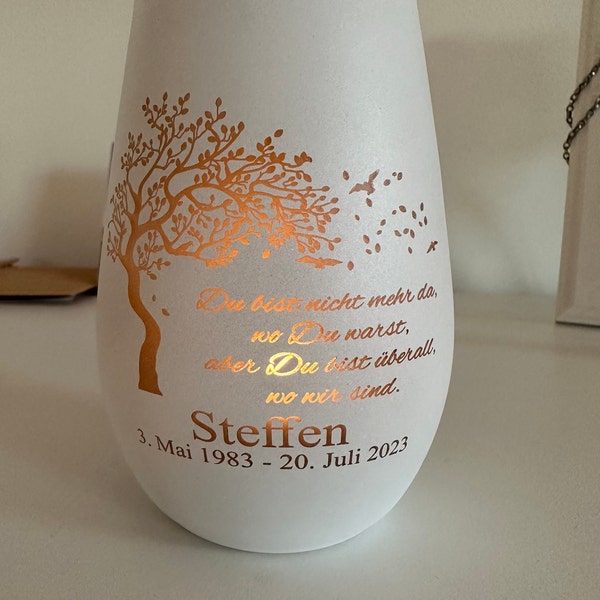 Du bist nicht mehr da,
wo Du warst,
aber Du bist überall,
wo wir sind.
Steffen
3. Mai 1983 - 20. Juli 2023